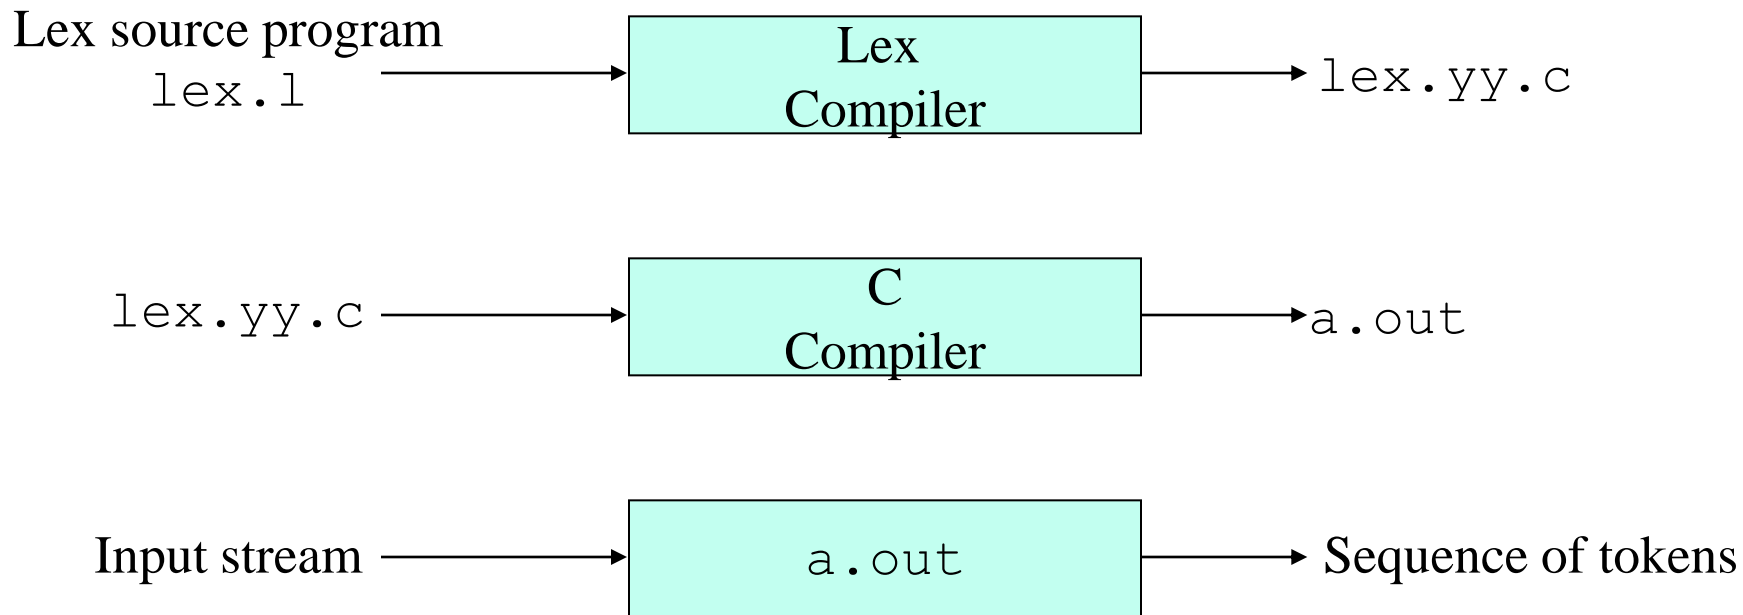 Lex source program
lex.l
Lex
Compiler
lex.yy.c
lex.yy.c
C
Compiler
a.out
Input stream
a.out
Sequence of tokens